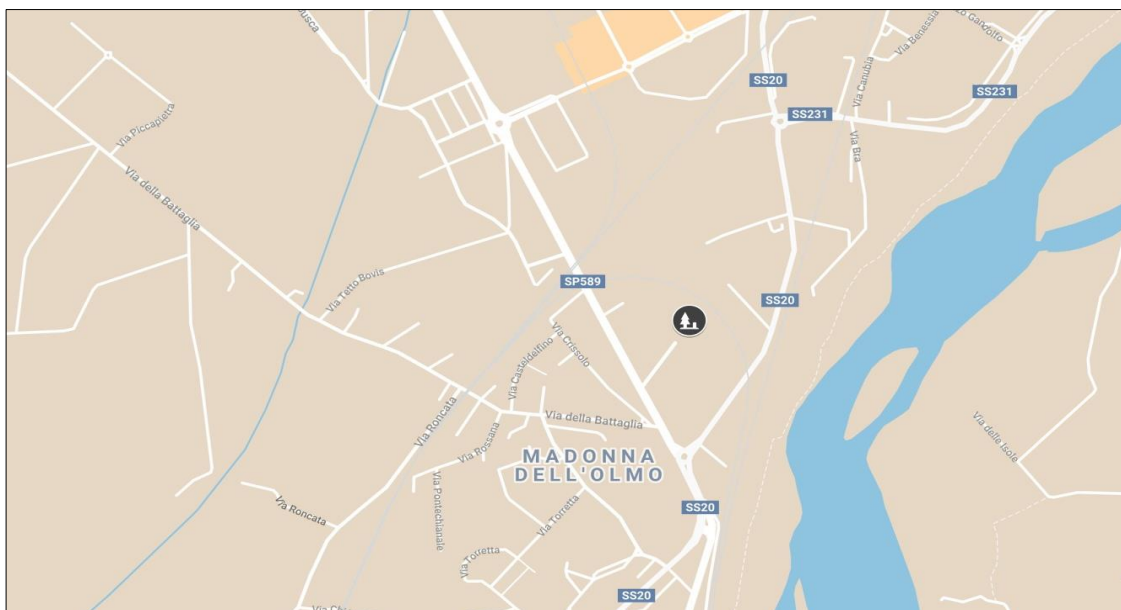 Via Benessia
SS20
SS231
Via Canubia
SS231
Via Piccapietra
Via Bra
Via della Battaglia
SP589
Via Tetto Bovis
SS20
Via Crissolo
Via Casteldelfino
Via Roncata
Via della Battaglia
Via delle Isole
Via Rossana
MADONNA
DELL'OLMO
Via Pontechianale
Via Roncata
SS20
Via Torretta
Via Torretta
SS20